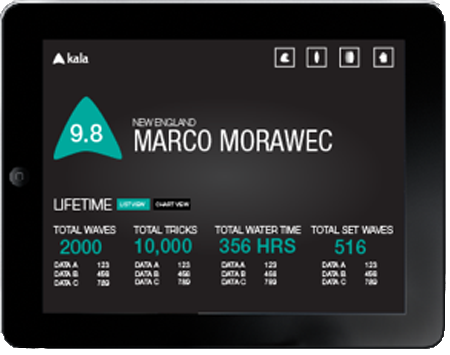 kala
9.8
NEW ENGLAND
MARCO MORAWEC
LIFETIME LIST VIEW CHART VIEW
TOTAL WAVES TOTAL TRICKS TOTAL WATER TIME TOTAL SET WAVES
2000 10,000 356 HRS 516
DATA A 123 DATA A 123 DATA A 123 DATA A 123
DATA B 456 DATA B 456 DATA B 456 DATA B 456
DATA C 789 DATA C 789 DATA C 789 DATA C 789